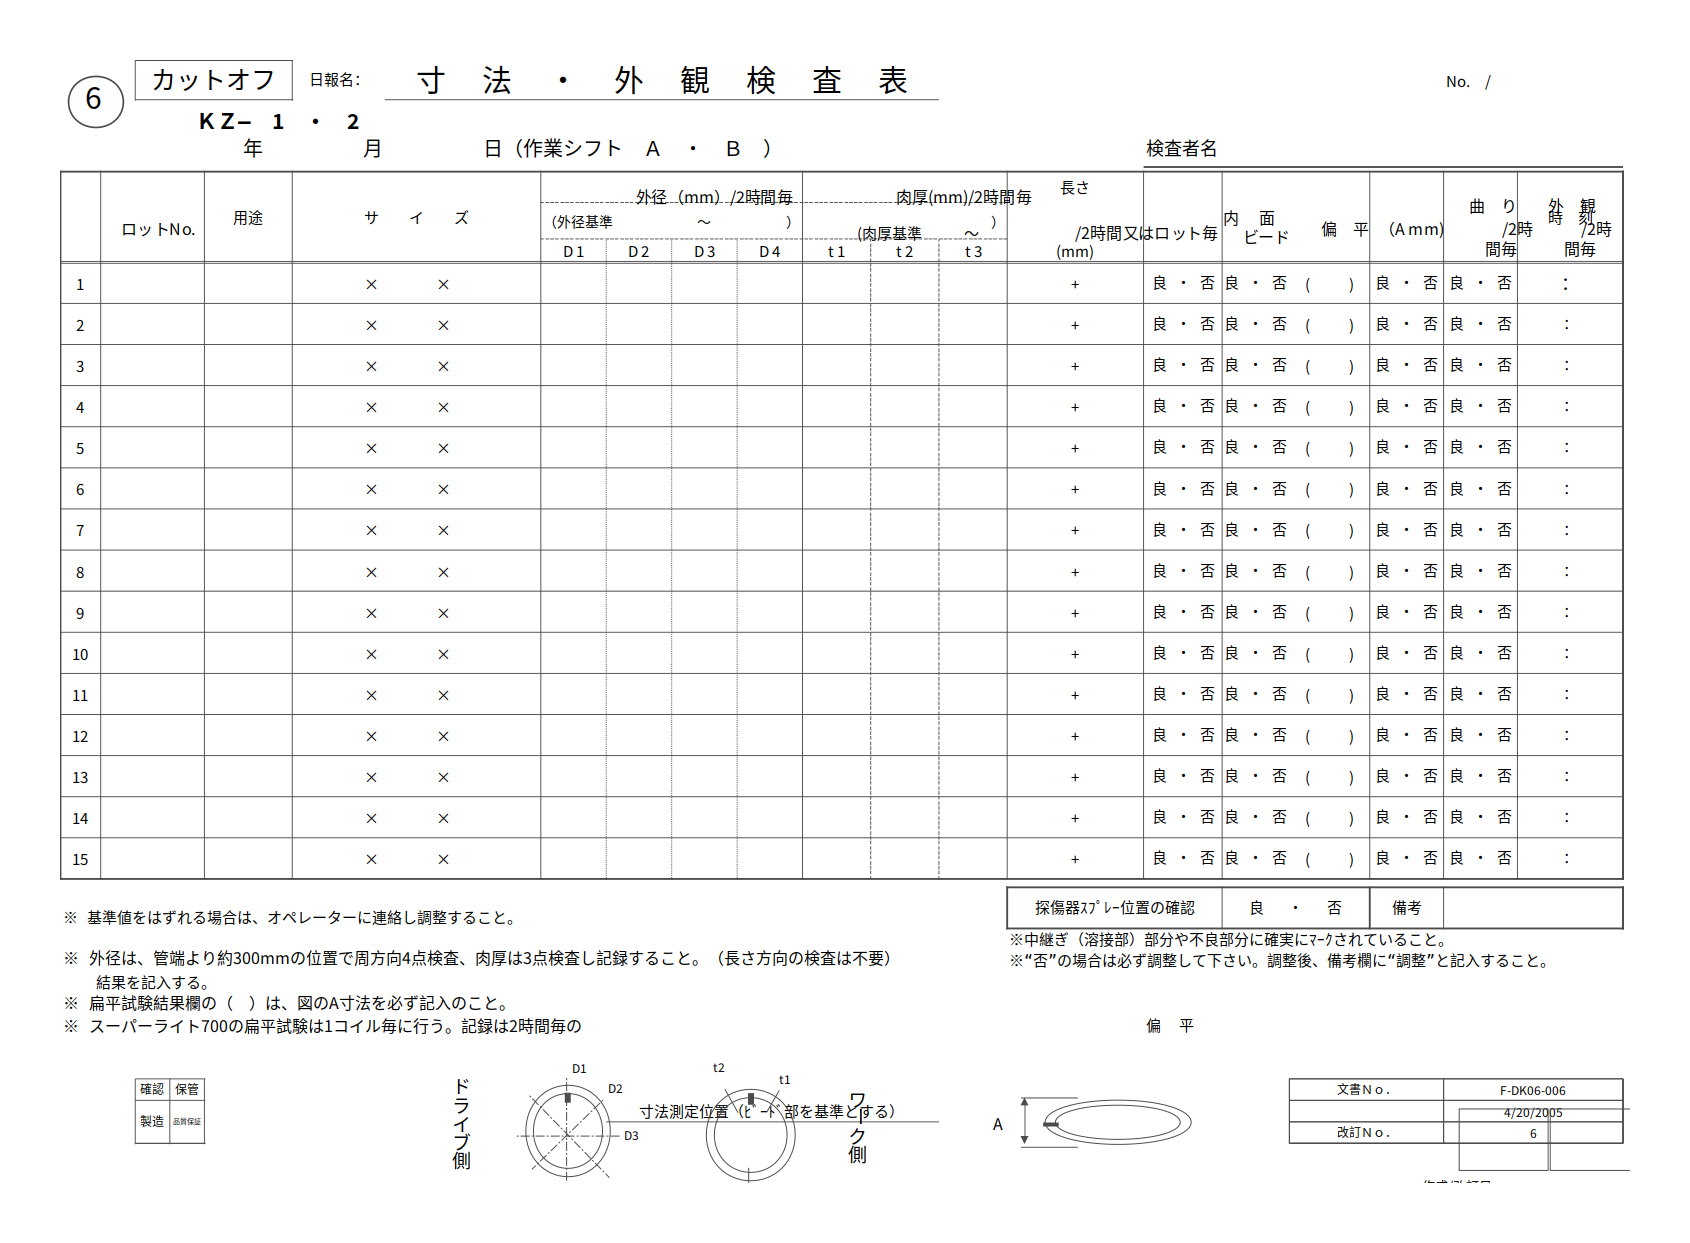 6
カットオフ 日報名： 寸 法 ・ 外 観 検 査 表 No. /
ＫＺ− １ ・ ２
年 月 日（作業シフト Ａ ・ Ｂ ） 検査者名
ロットＮo. 用途 サ イ ズ 外径（mm）/2時間毎 肉厚(mm)/2時間毎 長さ /2時間又はロット毎 (mm) 内 面 ビード 偏 平 （Ａmm) 曲 り /2時間毎 外 観 /2時間毎 時 刻
（外径基準 ～ ） (肉厚基準 ～ ）
Ｄ1 Ｄ2 Ｄ3 Ｄ4 ｔ1 ｔ2 ｔ3
1 × × + 良 ・ 否 良 ・ 否 ( ) 良 ・ 否 良 ・ 否 ：
2 × × + 良 ・ 否 良 ・ 否 ( ) 良 ・ 否 良 ・ 否 ：
3 × × + 良 ・ 否 良 ・ 否 ( ) 良 ・ 否 良 ・ 否 ：
4 × × + 良 ・ 否 良 ・ 否 ( ) 良 ・ 否 良 ・ 否 ：
5 × × + 良 ・ 否 良 ・ 否 ( ) 良 ・ 否 良 ・ 否 ：
6 × × + 良 ・ 否 良 ・ 否 ( ) 良 ・ 否 良 ・ 否 ：
7 × × + 良 ・ 否 良 ・ 否 ( ) 良 ・ 否 良 ・ 否 ：
8 × × + 良 ・ 否 良 ・ 否 ( ) 良 ・ 否 良 ・ 否 ：
9 × × + 良 ・ 否 良 ・ 否 ( ) 良 ・ 否 良 ・ 否 ：
10 × × + 良 ・ 否 良 ・ 否 ( ) 良 ・ 否 良 ・ 否 ：
11 × × + 良 ・ 否 良 ・ 否 ( ) 良 ・ 否 良 ・ 否 ：
12 × × + 良 ・ 否 良 ・ 否 ( ) 良 ・ 否 良 ・ 否 ：
13 × × + 良 ・ 否 良 ・ 否 ( ) 良 ・ 否 良 ・ 否 ：
14 × × + 良 ・ 否 良 ・ 否 ( ) 良 ・ 否 良 ・ 否 ：
15 × × + 良 ・ 否 良 ・ 否 ( ) 良 ・ 否 良 ・ 否 ：
探傷器ｽﾌﾟﾚｰ位置の確認 良 ・ 否 備考
※ 基準値をはずれる場合は、オペレーターに連絡し調整すること。
※中継ぎ（溶接部）部分や不良部分に確実にﾏｰｸされていること。
※“否”の場合は必ず調整して下さい。調整後、備考欄に“調整”と記入すること。
※ 外径は、管端より約300mmの位置で周方向4点検査、肉厚は3点検査し記録すること。（長さ方向の検査は不要）
結果を記入する。
※ 扁平試験結果欄の（ ）は、図のA寸法を必ず記入のこと。
※ スーパーライト700の扁平試験は1コイル毎に行う。記録は2時間毎の
偏 平
確認 保管
製造 品質保証
ドライブ側
D1
D2
D3
寸法測定位置（ﾋﾞｰﾄﾞ部を基準とする）
t2
t1
ワーク側
A
文書Ｎｏ． F-DK06-006
4/20/2005
改訂Ｎｏ． 6